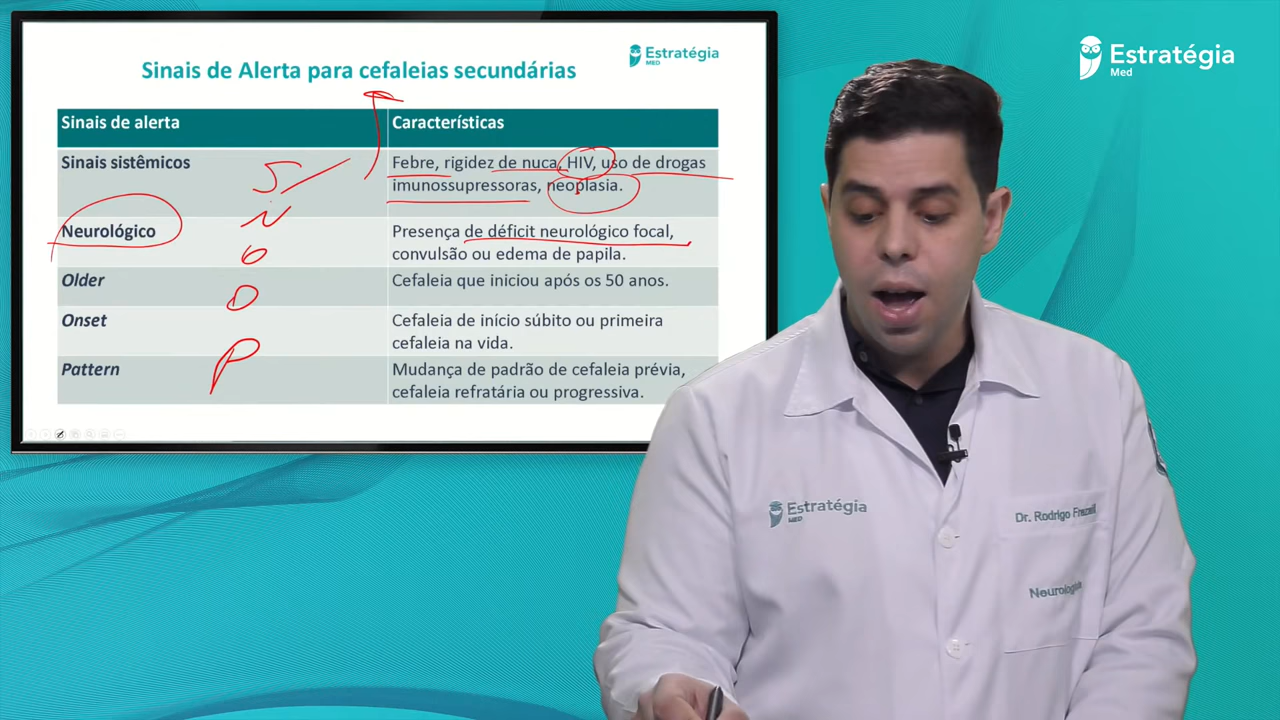 Estratégia
MED
Sinais de Alerta para cefaleias secundárias
Sinais de alerta
Características
Sinais sistêmicos
Febre, rigidez de nuca, HIV, uso de drogas
imunossupressoras, neoplasia.
Neurológico
Presença de déficit neurológico focal,
convulsão ou edema de papila.
Older
Cefaleia que iniciou após os 50 anos.
Onset
Cefaleia de início súbito ou primeira
cefaleia na vida.
Pattern
Mudança de padrão de cefaleia prévia,
cefaleia refratária ou progressiva.
S
N
O
O
P
Estratégia
Med
Estratégia
MED
Dr. Rodrigo
Neurologista